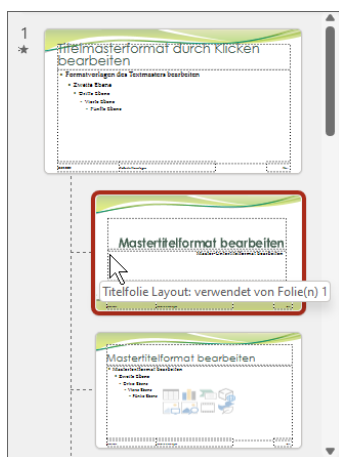 1
Titelmasterformat durch Klicken
bearbeiten
• Formatvorlagen des Textmasters bearbeiten
• Zweite Ebene
• Dritte Ebene
• Vierte Ebene
• Fünfte Ebene
Mastertitelformat bearbeiten
Master-Untertitelformat bearbeiten
Titelfolie Layout: verwendet von Folie(n) 1
Mastertitelformat bearbeiten
• Mastertextformat bearbeiten
• Zweite Ebene
• Dritte Ebene
• Vierte Ebene
• Fünfte Ebene